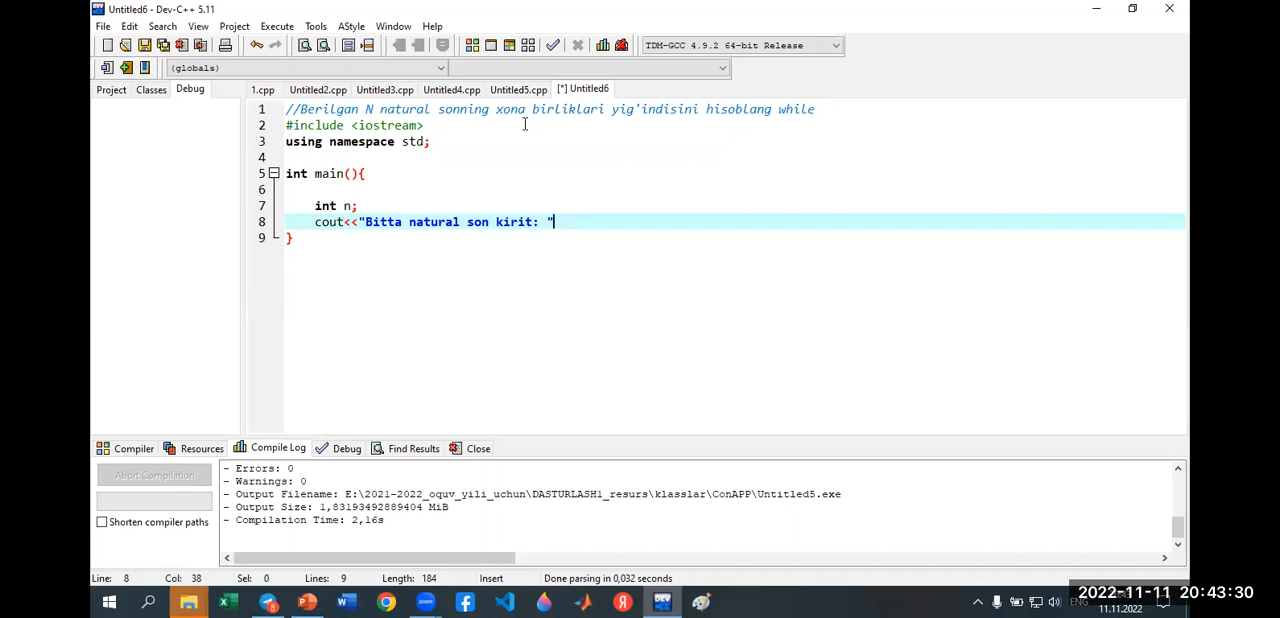 Untitled6 - Dev-C++ 5.11
File Edit Search View Project Execute Tools AStyle Window Help
TDM-GCC 4.9.2 64-bit Release
(globals)
Project Classes Debug
1.cpp Untitled2.cpp Untitled3.cpp Untitled4.cpp Untitled5.cpp [*] Untitled6
1 //Berilgan N natural sonning xona birliklari yig'indisini hisoblang while
2 #include <iostream>
3 using namespace std;
4
5 int main(){
6
7 int n;
8 cout<<"Bitta natural son kirit: "
9 }
Compiler Resources Compile Log Debug Find Results Close
Abort Compilation
Shorten compiler paths
- Errors: 0
- Warnings: 0
- Output Filename: E:\2021-2022_oquv_yili_uchun\DASTURLASH1_resurs\klasslar\ConAPP\Untitled5.exe
- Output Size: 1,83193492889404 MiB
- Compilation Time: 2,16s
Line: 8 Col: 38 Sel: 0 Lines: 9 Length: 184 Insert Done parsing in 0,032 seconds
ENG
2022-11-11 20:43:30
11.11.2022